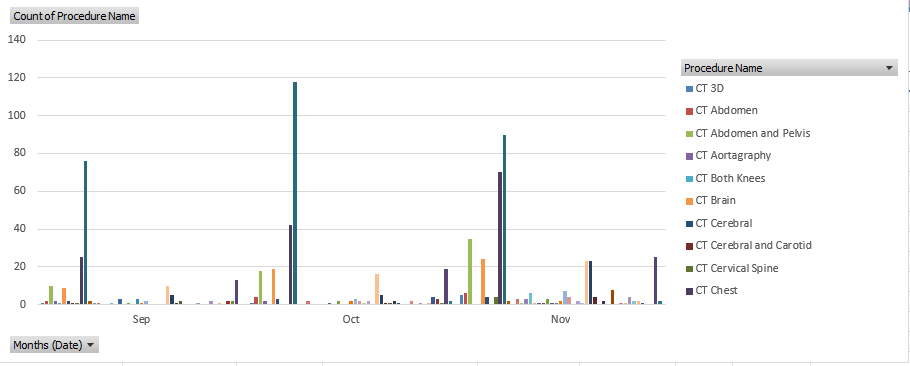 Count of Procedure Name
140
120
100
80
60
40
20
0
Sep Oct Nov
Months (Date)
Procedure Name
CT 3D
CT Abdomen
CT Abdomen and Pelvis
CT Aortagraphy
CT Both Knees
CT Brain
CT Cerebral
CT Cerebral and Carotid
CT Cervical Spine
CT Chest